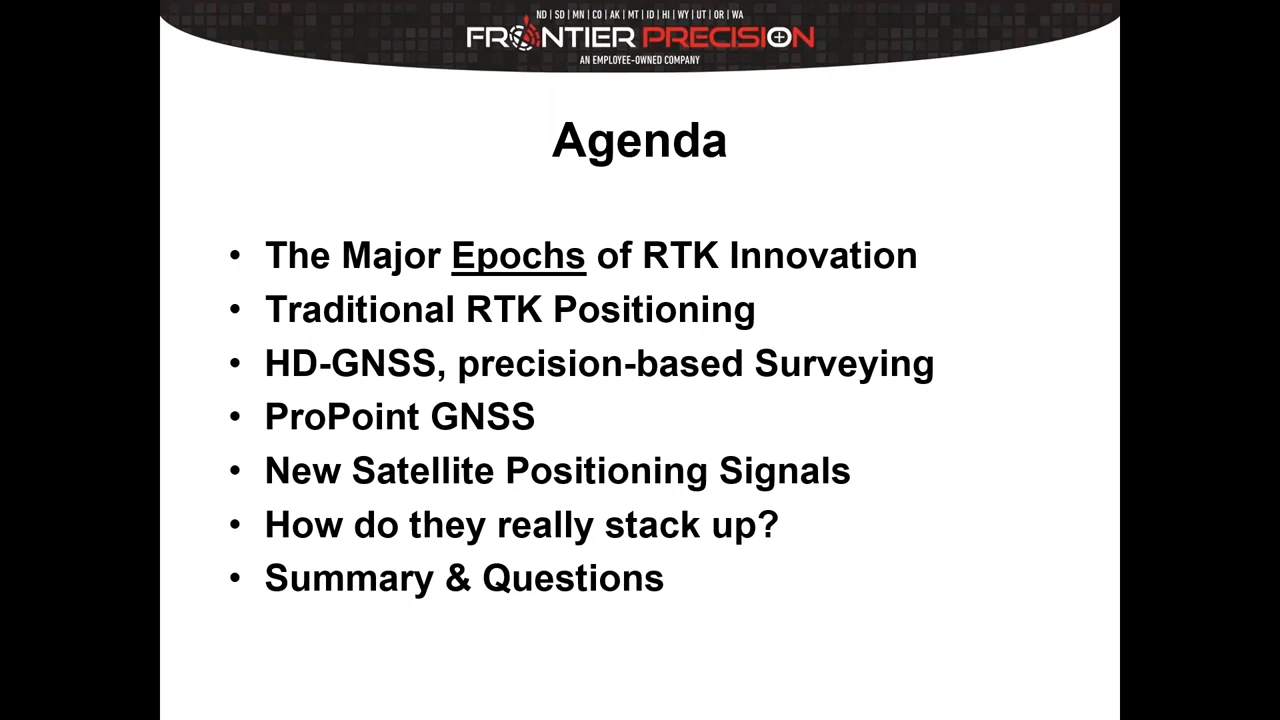 ND | SD | MN | CO | AK | MT | ID | HI | WY | UT | OR | WA
FRONTIER PRECISION
AN EMPLOYEE-OWNED COMPANY
Agenda
• The Major Epochs of RTK Innovation
• Traditional RTK Positioning
• HD-GNSS, precision-based Surveying
• ProPoint GNSS
• New Satellite Positioning Signals
• How do they really stack up?
• Summary & Questions